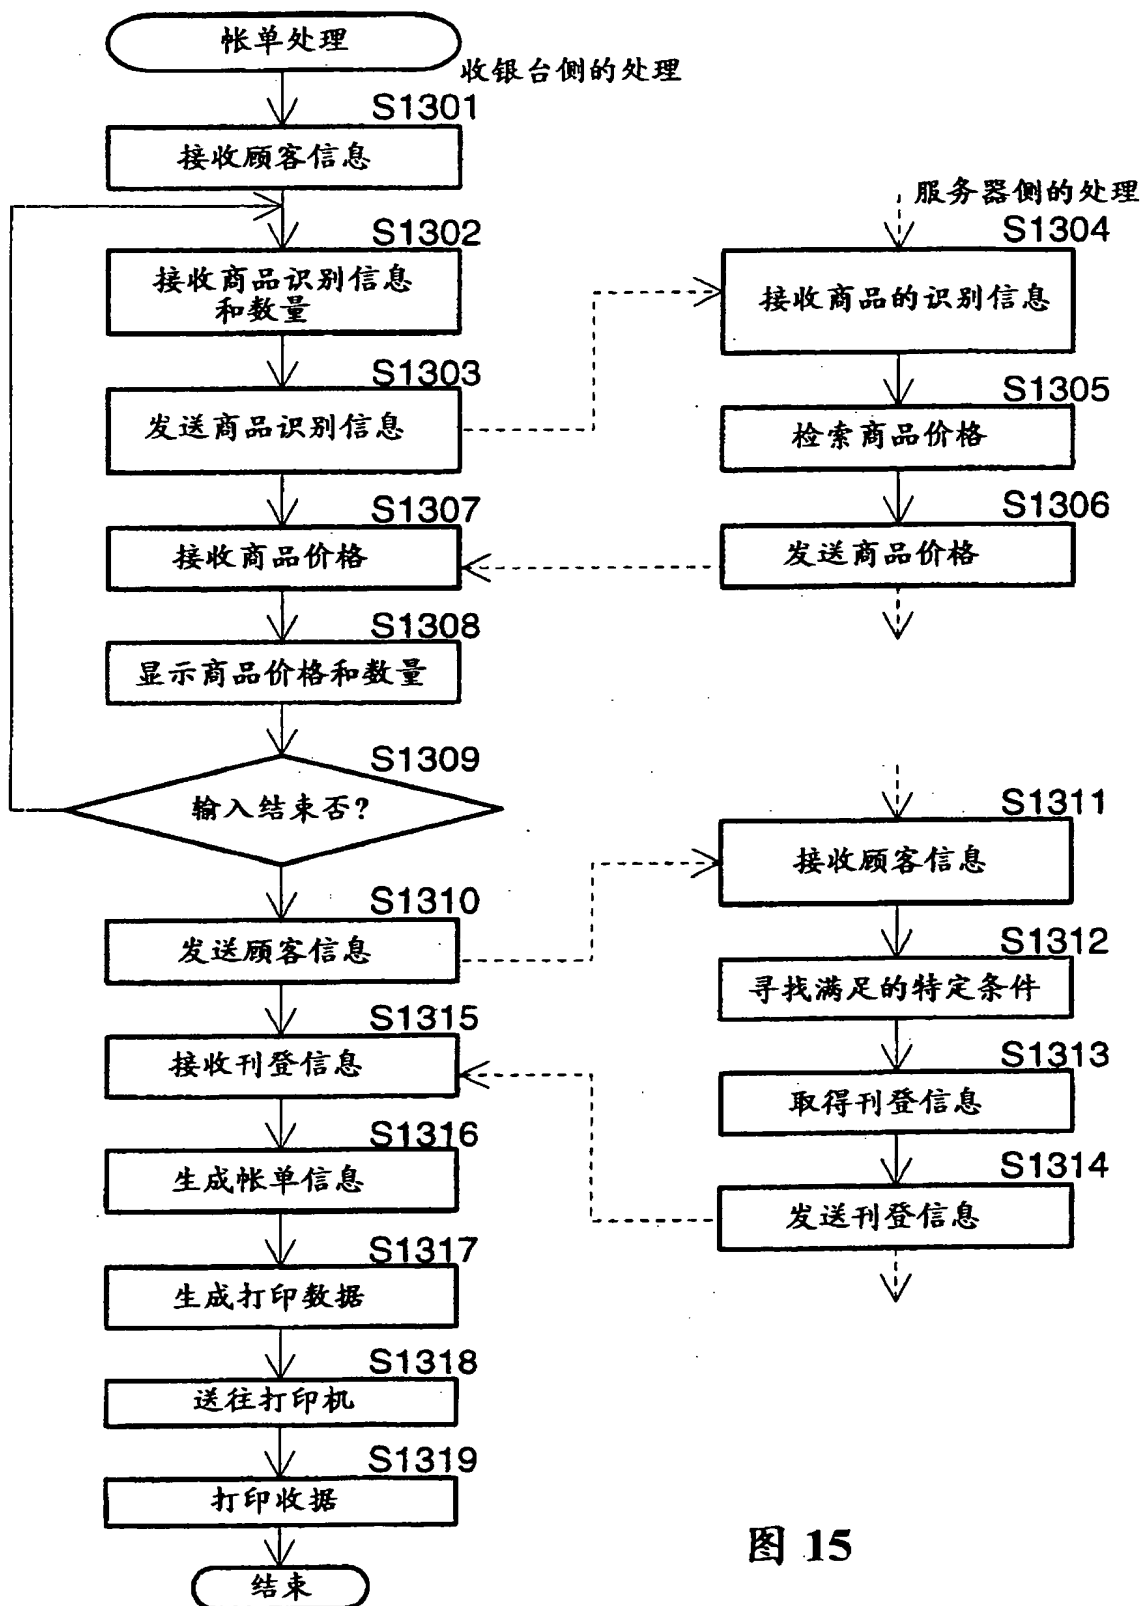 帐单处理
收银台侧的处理
S1301
接收顾客信息
S1302
接收商品识别信息
和数量
S1303
发送商品识别信息
服务器侧的处理
S1304
接收商品的识别信息
S1305
检索商品价格
S1306
发送商品价格
S1307
接收商品价格
S1308
显示商品价格和数量
S1309
输入结束否?
S1310
发送顾客信息
S1311
接收顾客信息
S1312
寻找满足的特定条件
S1313
取得刊登信息
S1314
发送刊登信息
S1315
接收刊登信息
S1316
生成帐单信息
S1317
生成打印数据
S1318
送往打印机
S1319
打印收据
结束
图 15